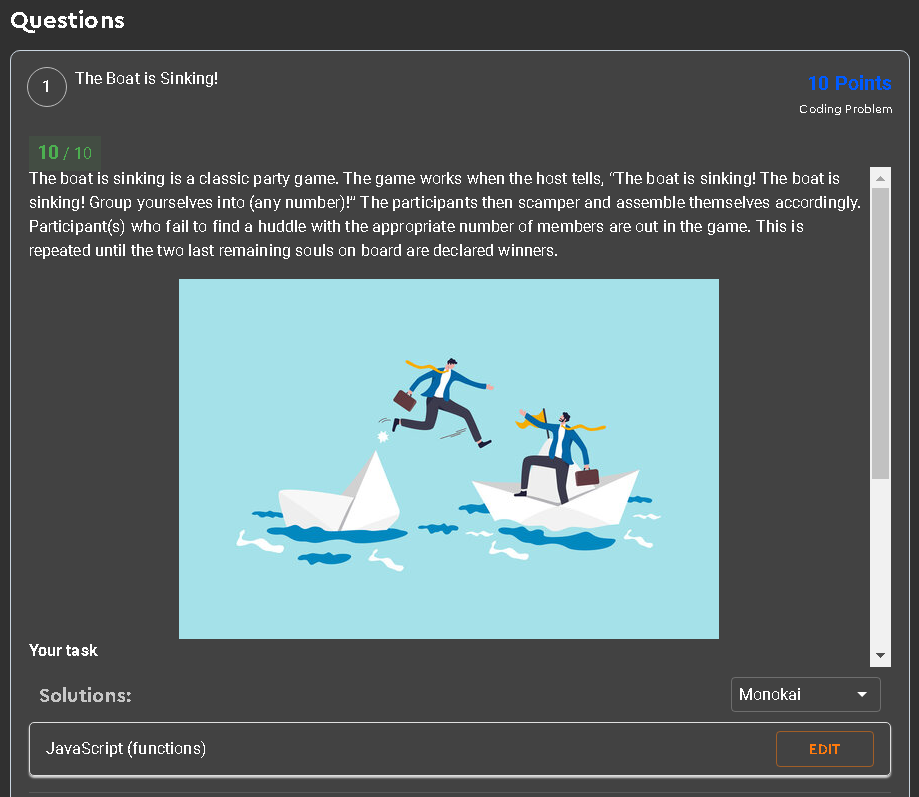 Questions
1
The Boat is Sinking!
10 Points
Coding Problem
10 / 10
The boat is sinking is a classic party game. The game works when the host tells, “The boat is sinking! The boat is
sinking! Group yourselves into (any number)!” The participants then scamper and assemble themselves accordingly.
Participant(s) who fail to find a huddle with the appropriate number of members are out in the game. This is
repeated until the two last remaining souls on board are declared winners.
Your task
Solutions:
Monokai
JavaScript (functions)
EDIT